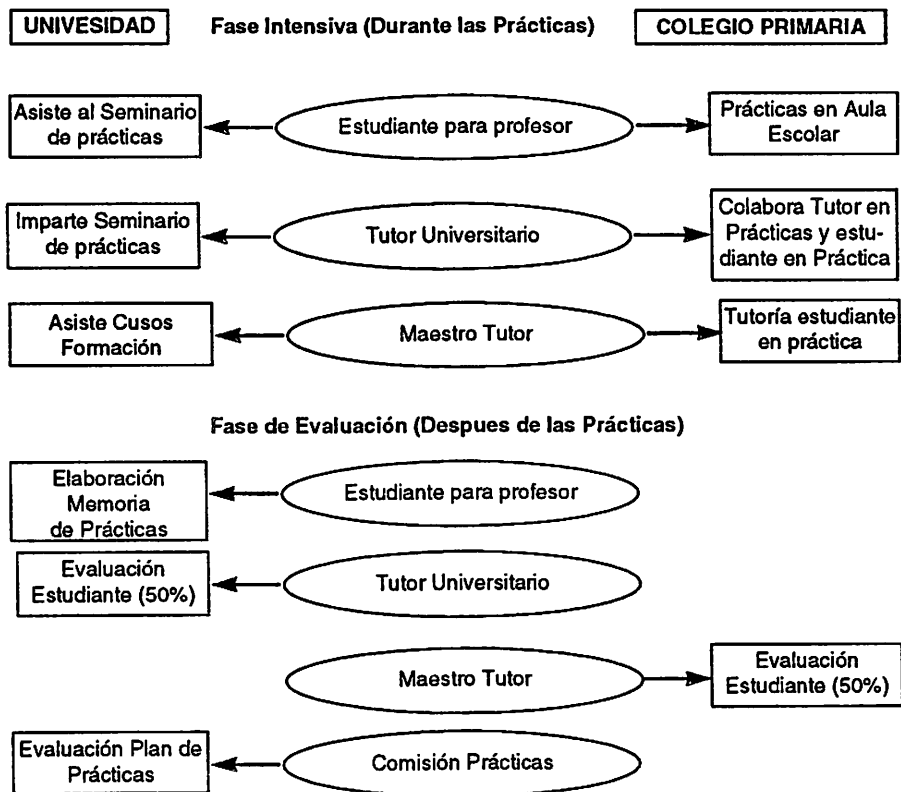 UNIVESIDAD
Fase Intensiva (Durante las Prácticas)
COLEGIO PRIMARIA
Asiste al Seminario
de prácticas
Estudiante para profesor
Prácticas en Aula
Escolar
Imparte Seminario
de prácticas
Tutor Universitario
Colabora Tutor en
Prácticas y estu-
diante en Práctica
Asiste Cusos
Formación
Maestro Tutor
Tutoría estudiante
en práctica
Fase de Evaluación (Despues de las Prácticas)
Elaboración
Memoria
de Prácticas
Estudiante para profesor
Evaluación
Estudiante (50%)
Tutor Universitario
Maestro Tutor
Evaluación
Estudiante (50%)
Evaluación Plan de
Prácticas
Comisión Prácticas